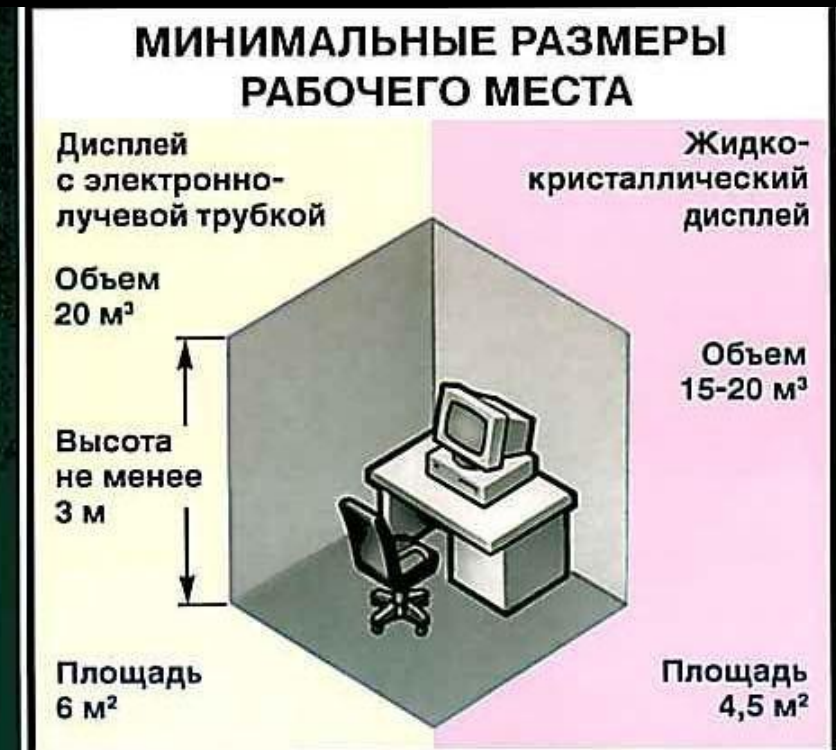 МИНИМАЛЬНЫЕ РАЗМЕРЫ
РАБОЧЕГО МЕСТА
Дисплей
с электронно-
лучевой трубкой
Объем
20 м³
Высота
не менее
3 м
Площадь
6 м²
Жидко-
кристаллический
дисплей
Объем
15-20 м³
Площадь
4,5 м²